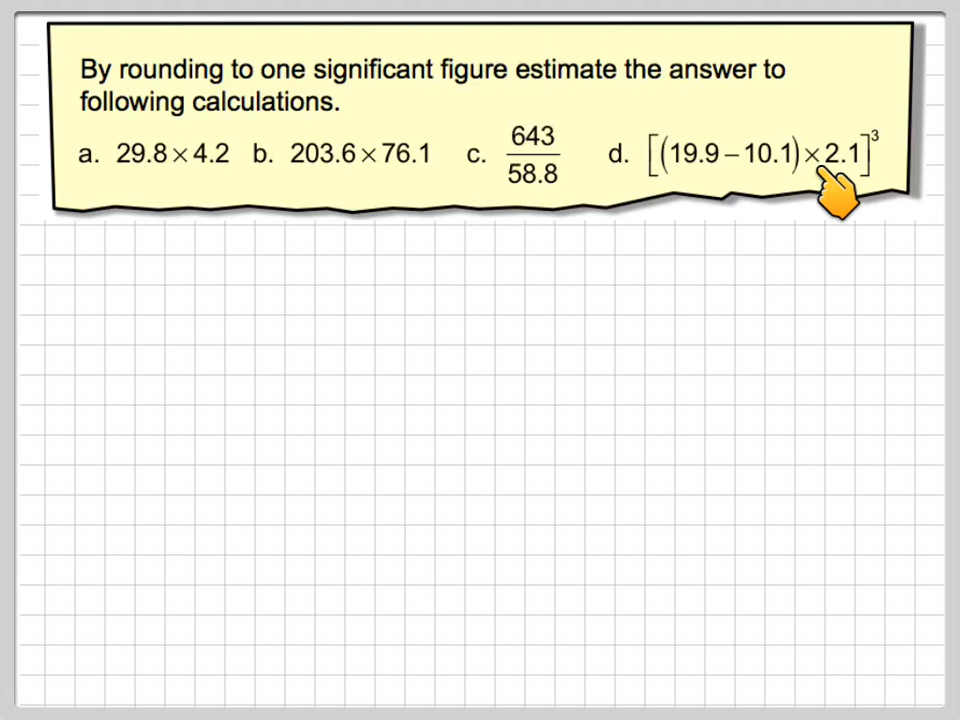 By rounding to one significant figure estimate the answer to
following calculations.
a. 29.8 × 4.2 b. 203.6 × 76.1 c. 643/58.8 d. [(19.9 − 10.1) × 2.1]³